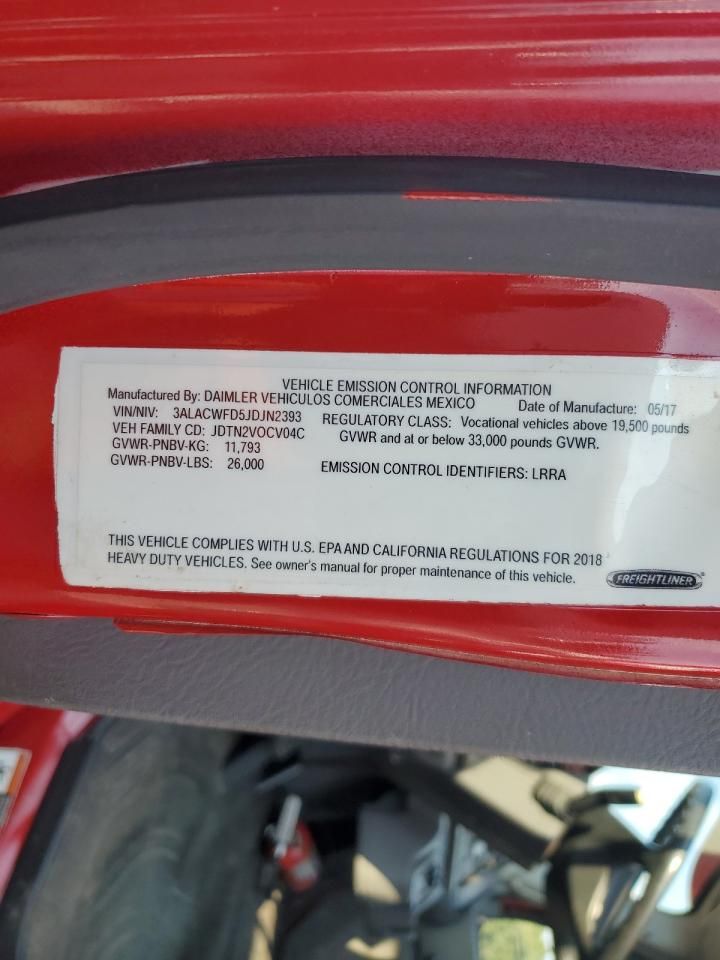 VEHICLE EMISSION CONTROL INFORMATION
Manufactured By: DAIMLER VEHICULOS COMERCIALES MEXICO Date of Manufacture: 05/17
VIN/NIV: 3ALACWFD5JDJN2393 REGULATORY CLASS: Vocational vehicles above 19,500 pounds
VEH FAMILY CD: JDTN2VOCV04C GVWR and at or below 33,000 pounds GVWR.
GVWR-PNBV-KG: 11,793
GVWR-PNBV-LBS: 26,000 EMISSION CONTROL IDENTIFIERS: LRRA
THIS VEHICLE COMPLIES WITH U.S. EPA AND CALIFORNIA REGULATIONS FOR 2018
HEAVY DUTY VEHICLES. See owner's manual for proper maintenance of this vehicle.
FREIGHTLINER